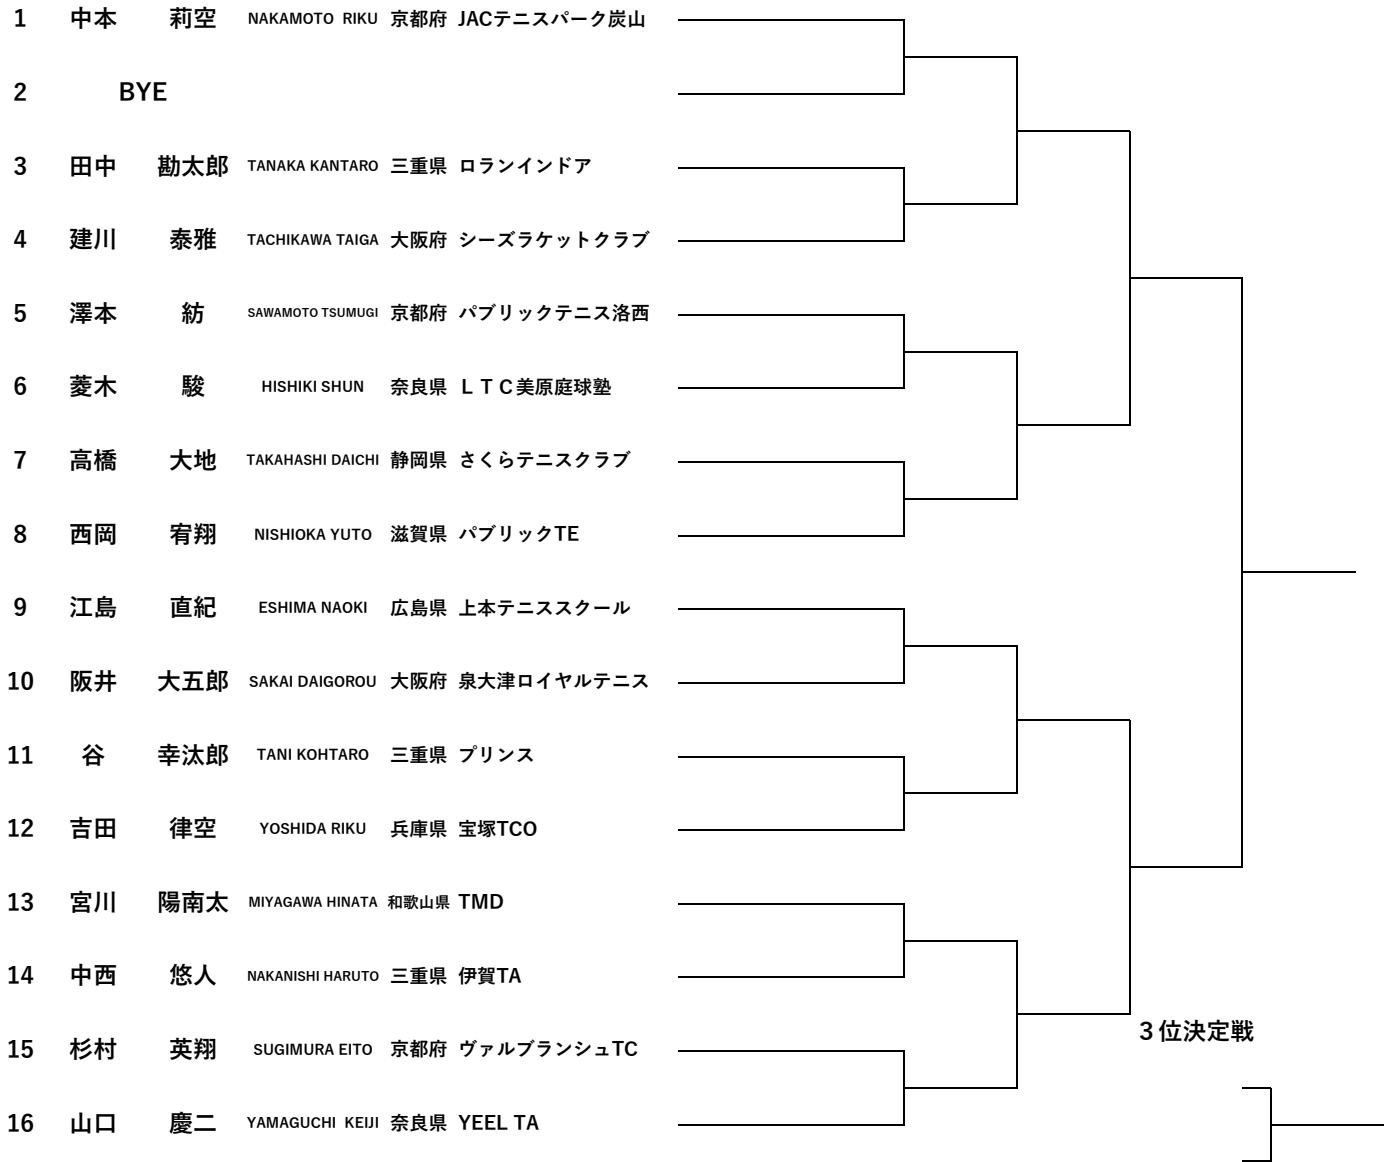 1 中本 莉空 NAKAMOTO RIKU 京都府 JACテニスパーク炭山
2 BYE
3 田中 勘太郎 TANAKA KANTARO 三重県 ロランインドア
4 建川 泰雅 TACHIKAWA TAIGA 大阪府 シーズラケットクラブ
5 澤本 紡 SAWAMOTO TSUMUGI 京都府 パブリックテニス洛西
6 菱木 駿 HISHIKI SHUN 奈良県 ＬＴＣ美原庭球塾
7 高橋 大地 TAKAHASHI DAICHI 静岡県 さくらテニスクラブ
8 西岡 宥翔 NISHIOKA YUTO 滋賀県 パブリックTE
9 江島 直紀 ESHIMA NAOKI 広島県 上本テニススクール
10 阪井 大五郎 SAKAI DAIGOROU 大阪府 泉大津ロイヤルテニス
11 谷 幸汰郎 TANI KOHTARO 三重県 プリンス
12 吉田 律空 YOSHIDA RIKU 兵庫県 宝塚TCO
13 宮川 陽南太 MIYAGAWA HINATA 和歌山県 TMD
14 中西 悠人 NAKANISHI HARUTO 三重県 伊賀TA
３位決定戦
15 杉村 英翔 SUGIMURA EITO 京都府 ヴァルブランシュTC
16 山口 慶二 YAMAGUCHI KEIJI 奈良県 YEEL TA